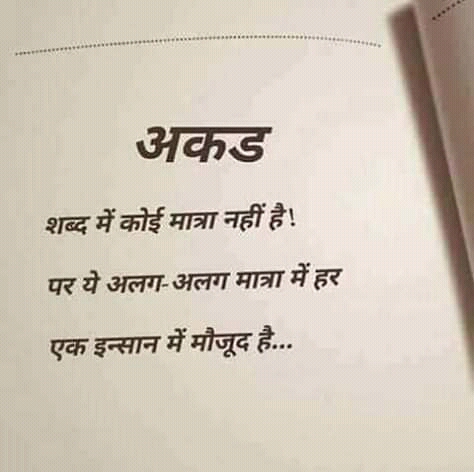 अकड
शब्द में कोई मात्रा नहीं है!
पर ये अलग-अलग मात्रा में हर
एक इन्सान में मौजूद है...